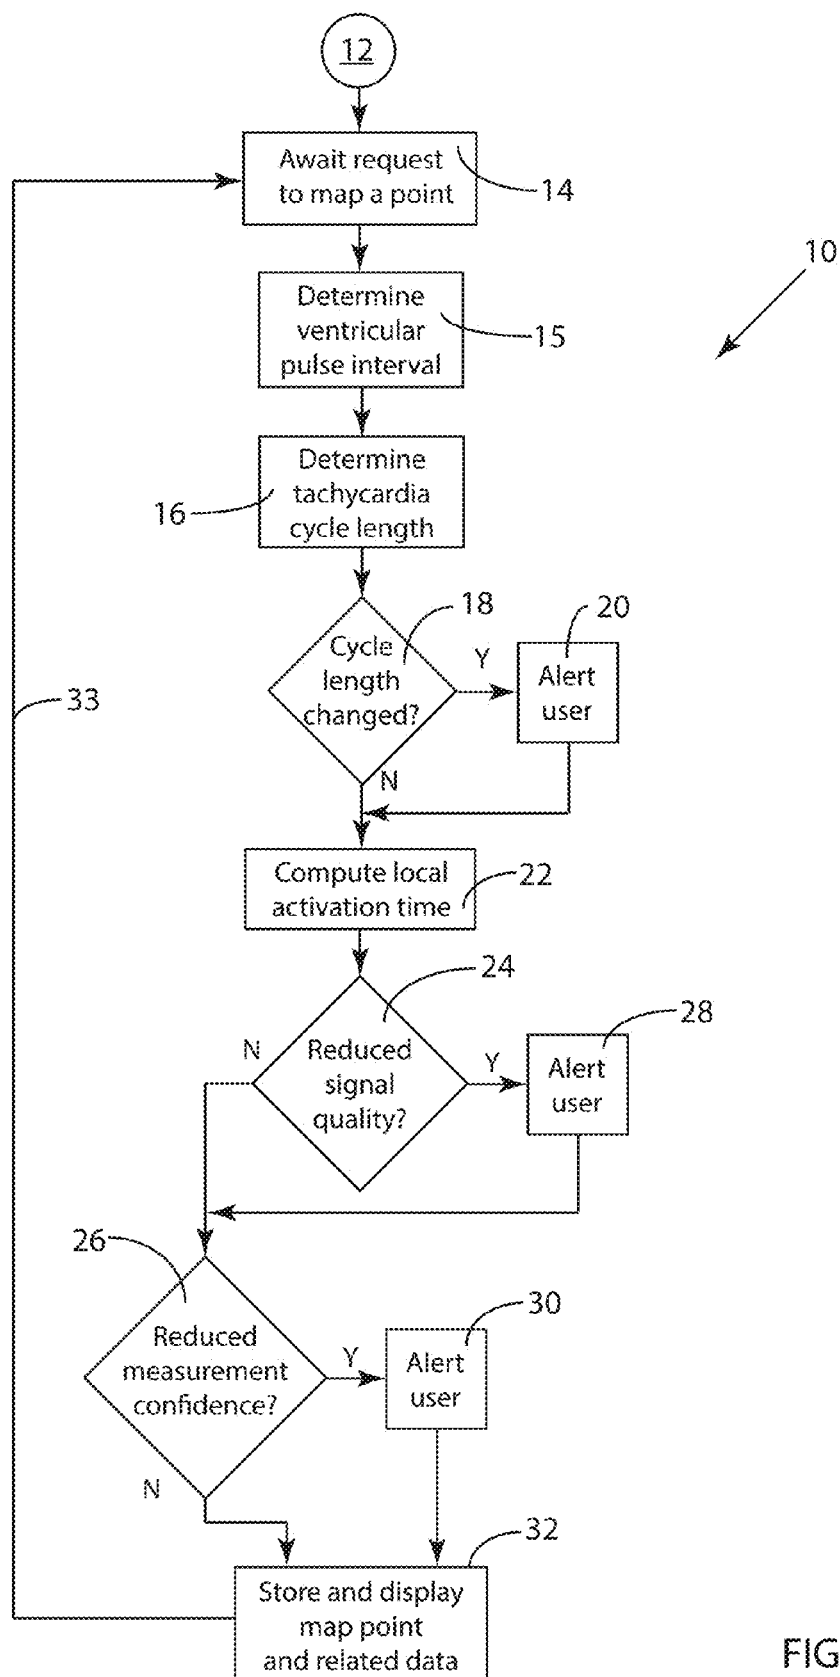 12
Await request
to map a point
14
10
Determine
ventricular
pulse interval
15
Determine
tachycardia
cycle length
16
18
20
Cycle
length
changed?
Y
Alert
user
33
N
Compute local
activation time
22
24
28
N
Reduced
signal
quality?
Y
Alert
user
26
30
Reduced
measurement
confidence?
Y
Alert
user
N
32
Store and display
map point
and related data
FIG